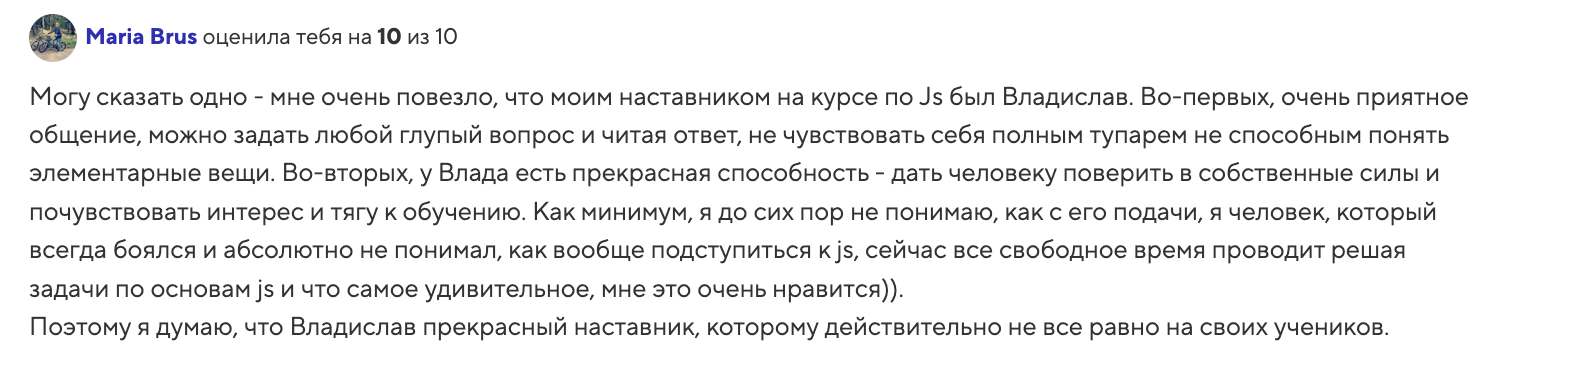 Maria Brus оценила тебя на 10 из 10
Могу сказать одно - мне очень повезло, что моим наставником на курсе по Js был Владислав. Во-первых, очень приятное
общение, можно задать любой глупый вопрос и читая ответ, не чувствовать себя полным тупарем не способным понять
элементарные вещи. Во-вторых, у Влада есть прекрасная способность - дать человеку поверить в собственные силы и
почувствовать интерес и тягу к обучению. Как минимум, я до сих пор не понимаю, как с его подачи, я человек, который
всегда боялся и абсолютно не понимал, как вообще подступиться к js, сейчас все свободное время проводит решая
задачи по основам js и что самое удивительное, мне это очень нравится)).
Поэтому я думаю, что Владислав прекрасный наставник, которому действительно не все равно на своих учеников.